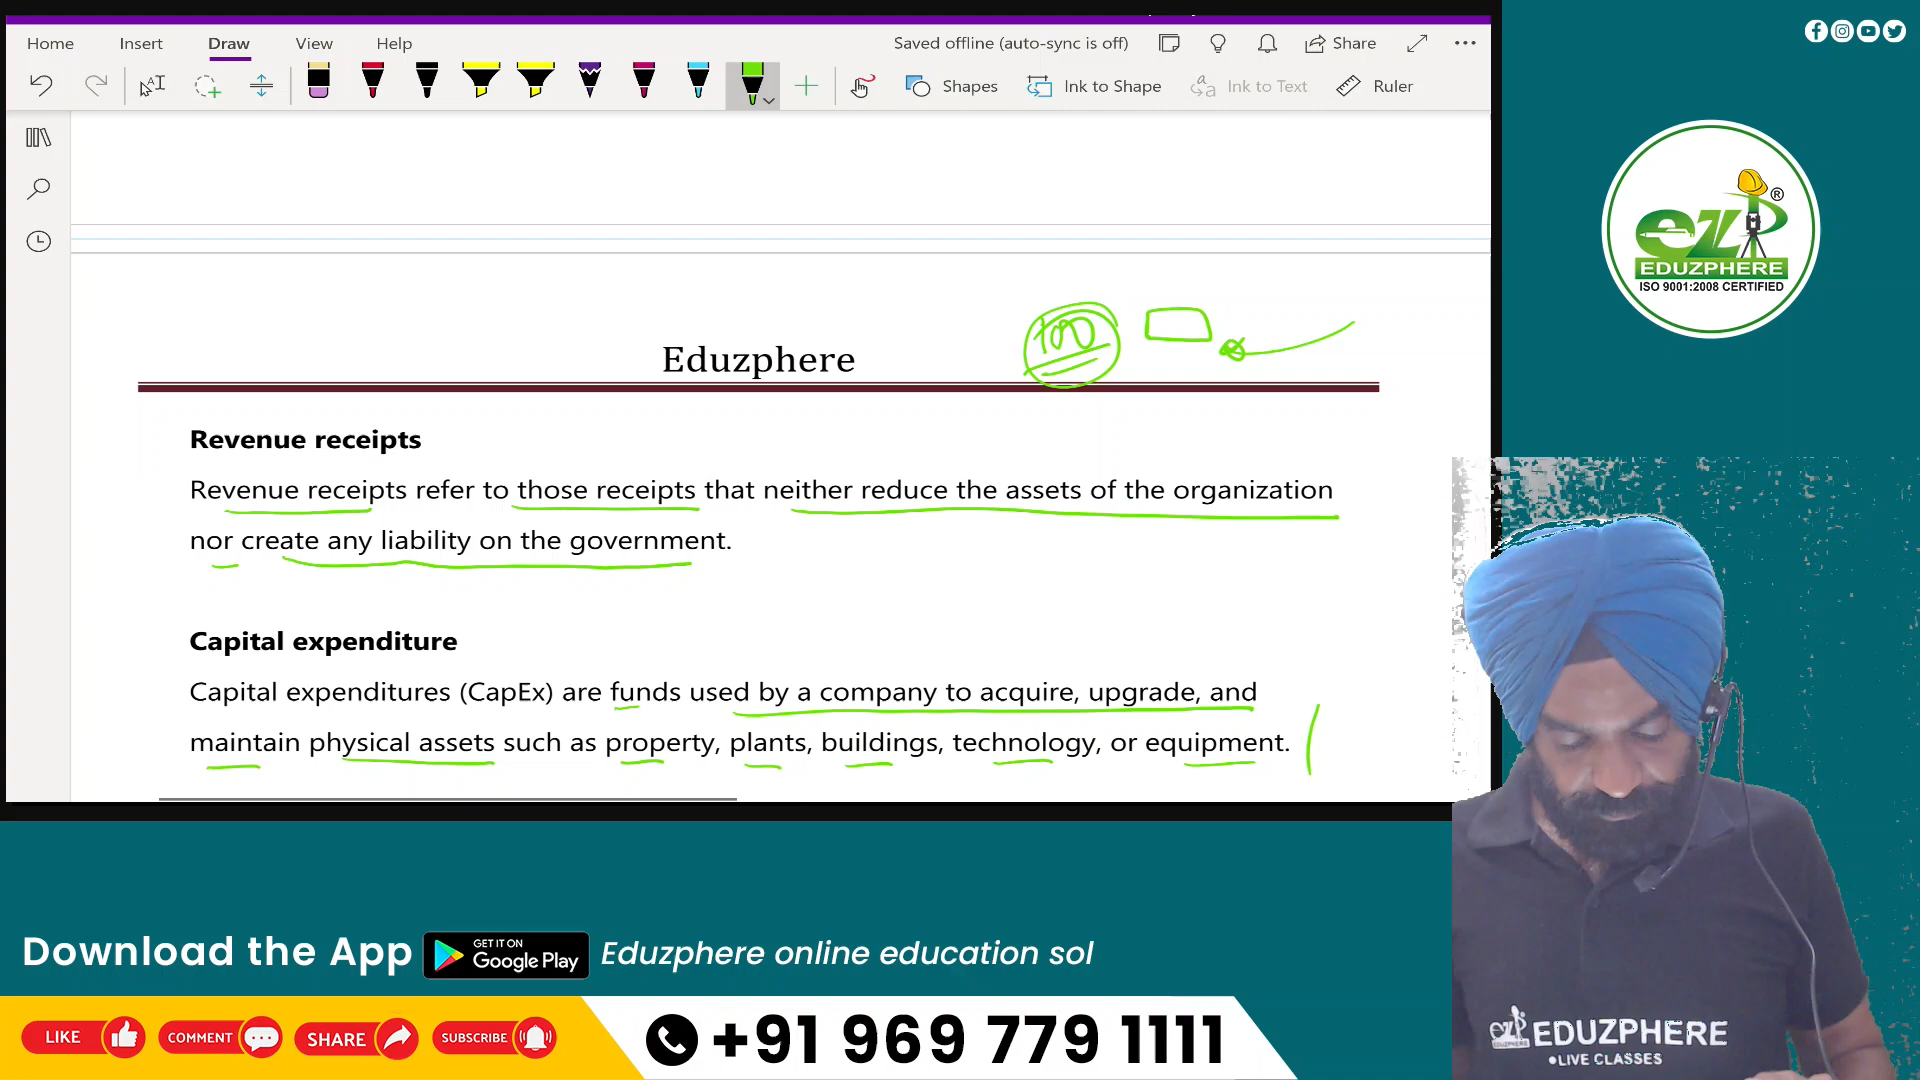 Home Insert Draw View Help Saved offline (auto-sync is off) Share
Shapes Ink to Shape Ink to Text Ruler
100
Eduzphere
Revenue receipts
Revenue receipts refer to those receipts that neither reduce the assets of the organization
nor create any liability on the government.
Capital expenditure
Capital expenditures (CapEx) are funds used by a company to acquire, upgrade, and
maintain physical assets such as property, plants, buildings, technology, or equipment.
ezp
®
EDUZPHERE
ISO 9001:2008 CERTIFIED
Download the App GET IT ON Google Play Eduzphere online education sol
LIKE COMMENT SHARE SUBSCRIBE +91 969 779 1111
ezp EDUZPHERE EDUZPHERE
•LIVE CLASSES